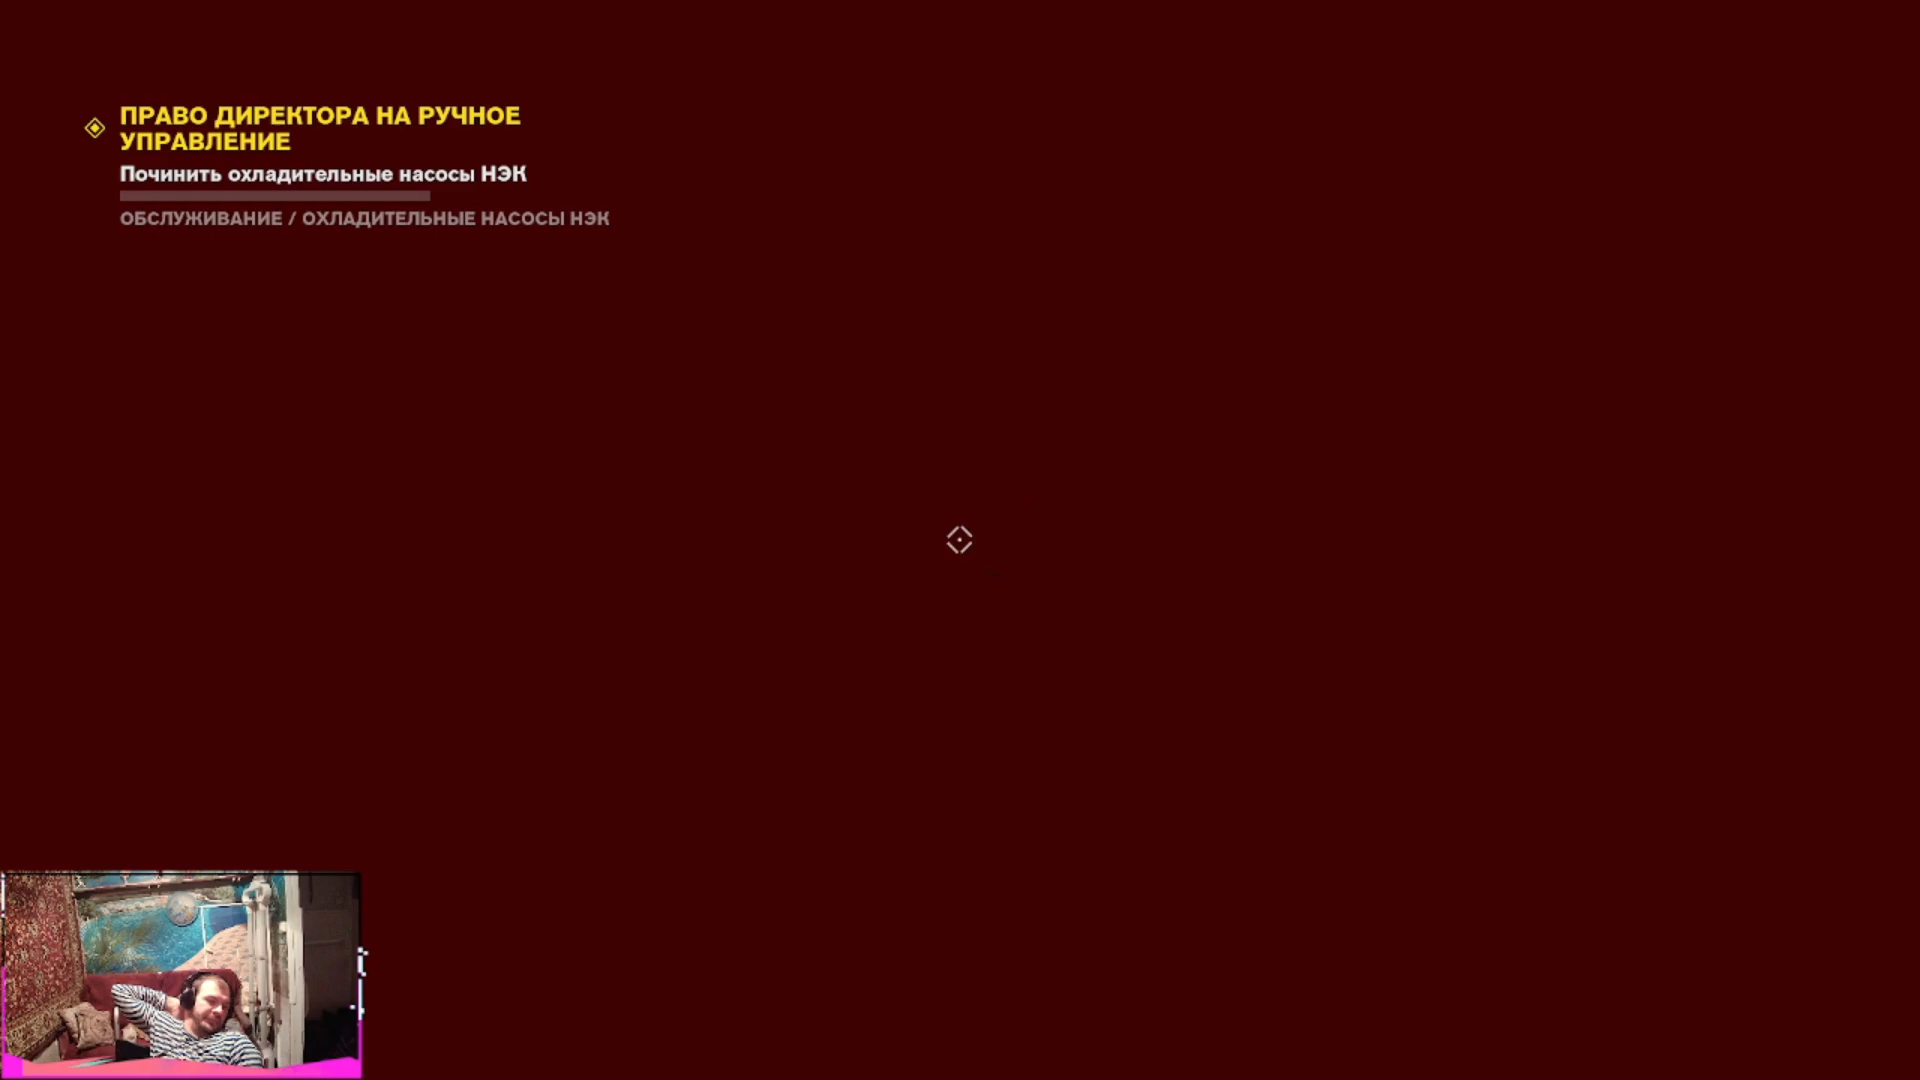 ПРАВО ДИРЕКТОРА НА РУЧНОЕ
УПРАВЛЕНИЕ
Починить охладительные насосы НЭК
ОБСЛУЖИВАНИЕ / ОХЛАДИТЕЛЬНЫЕ НАСОСЫ НЭК